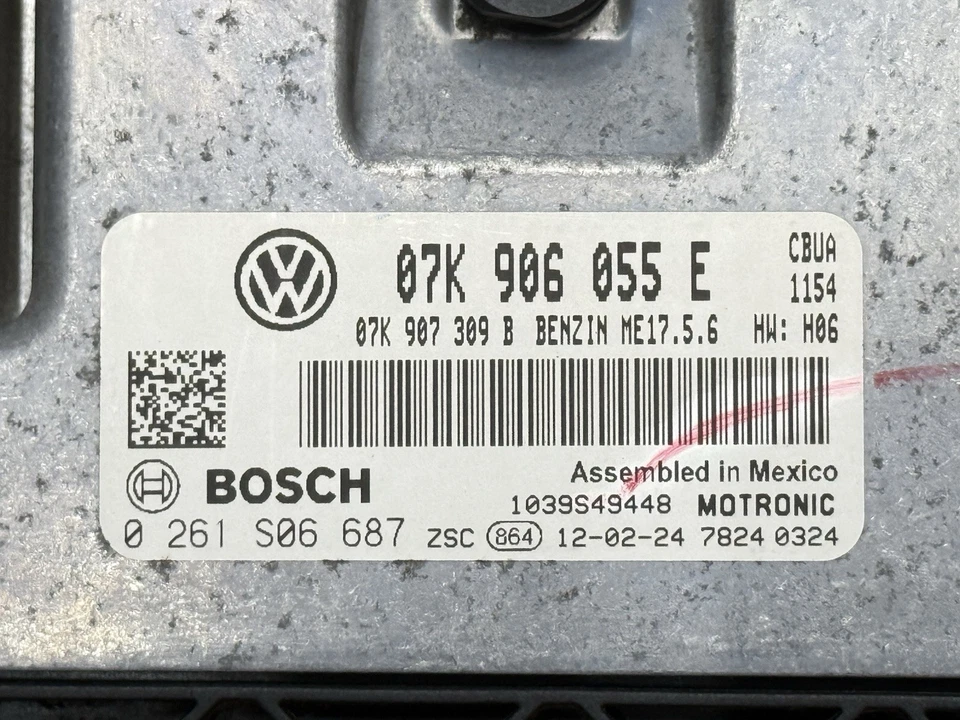 07K 906 055 E
CBUA
1154
07K 907 309 B BENZIN ME17.5.6 HW: H06
BOSCH
Assembled in Mexico
1039S49448 MOTRONIC
0 261 S06 687 ZSC 864 12-02-24 7824 0324